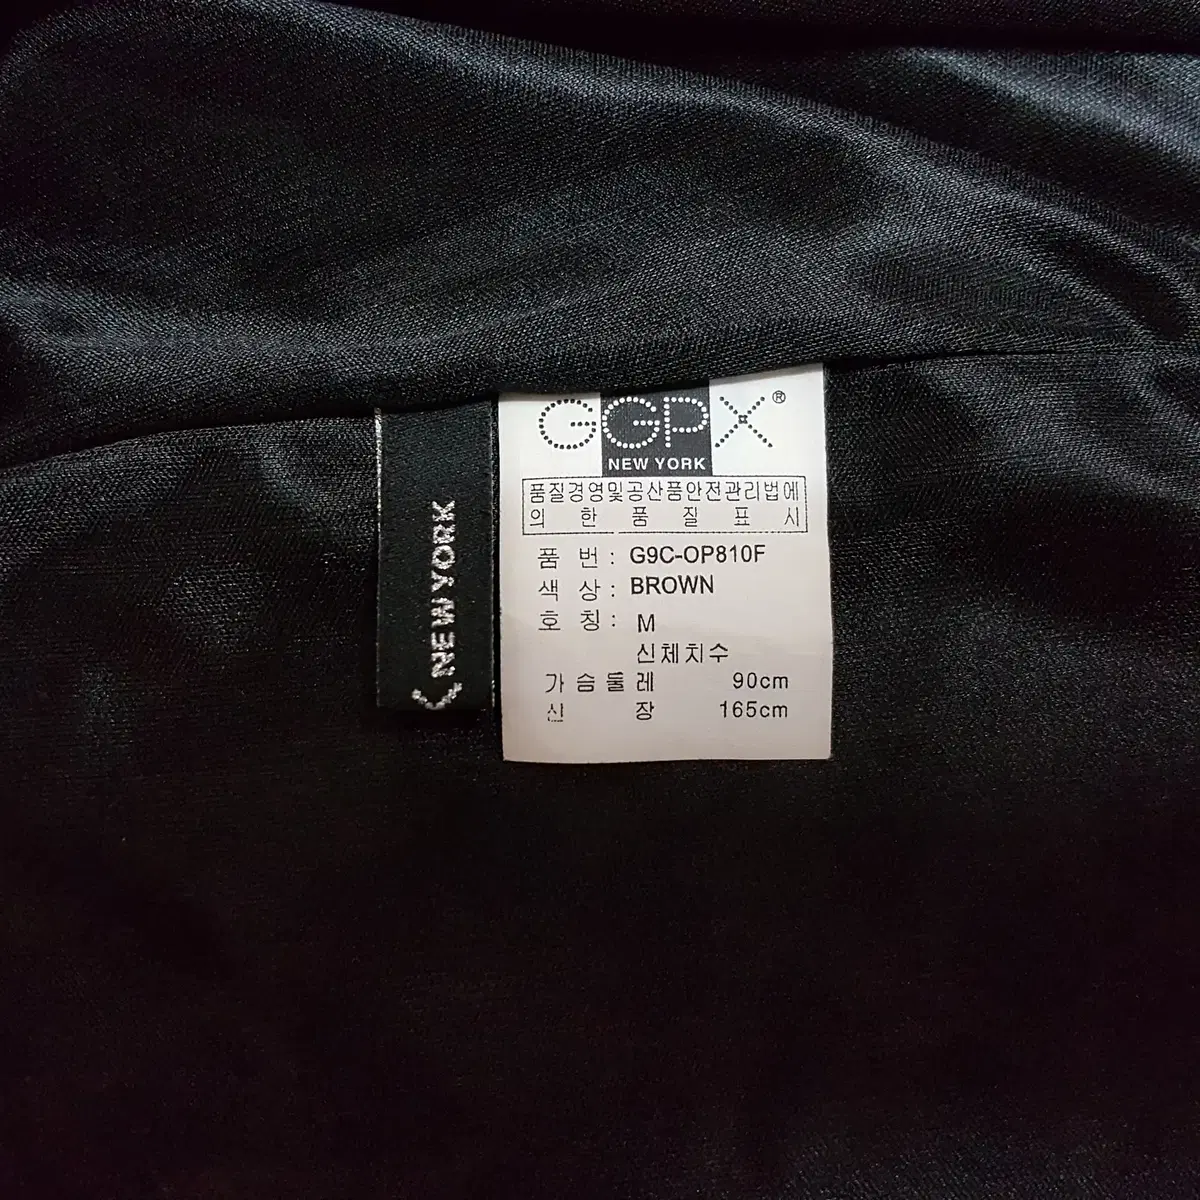 NEW YORK
GGPX®
NEW YORK
품질경영및공산품안전관리법에
의 한 품 질 표 시
품 번 : G9C-OP810F
색 상 : BROWN
호 칭 : M
신체치수
가슴둘레 90cm
신 장 165cm